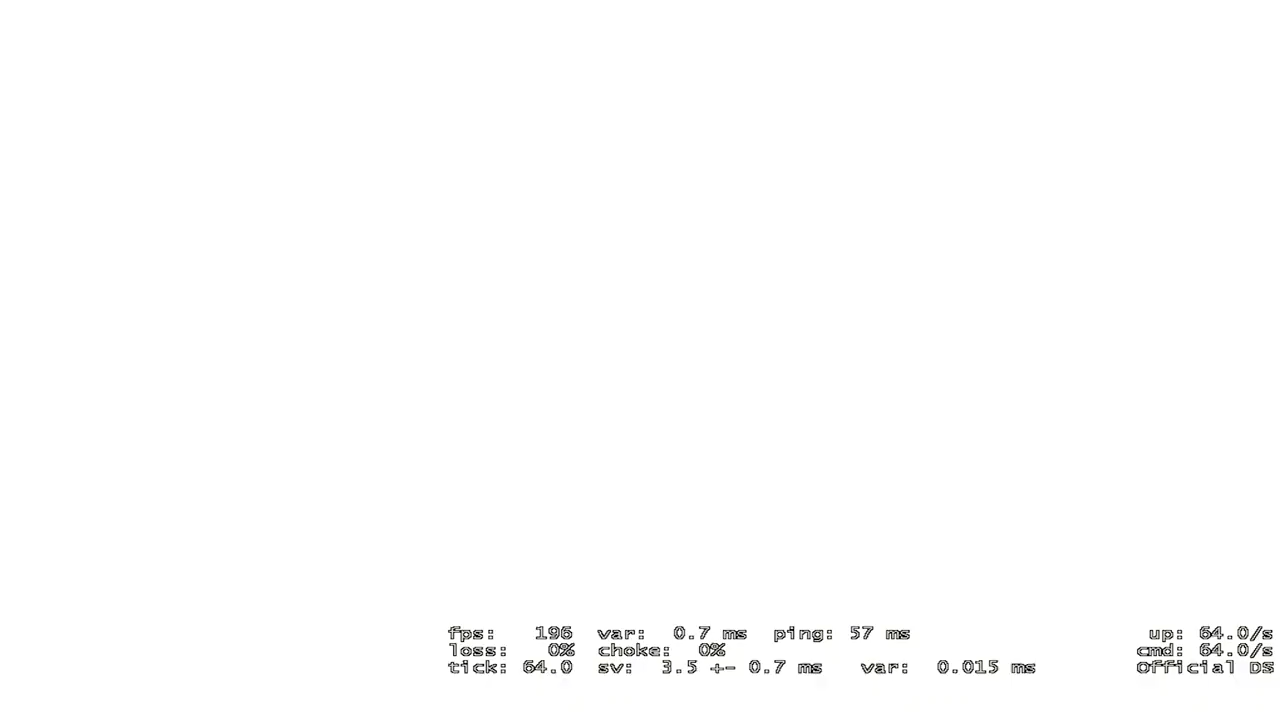 fps: 196 var: 0.7 ms ping: 57 ms up: 64.0/s
loss: 0% choke: 0% cmd: 64.0/s
tick: 64.0 sv: 3.5 +- 0.7 ms var: 0.015 ms Official DS